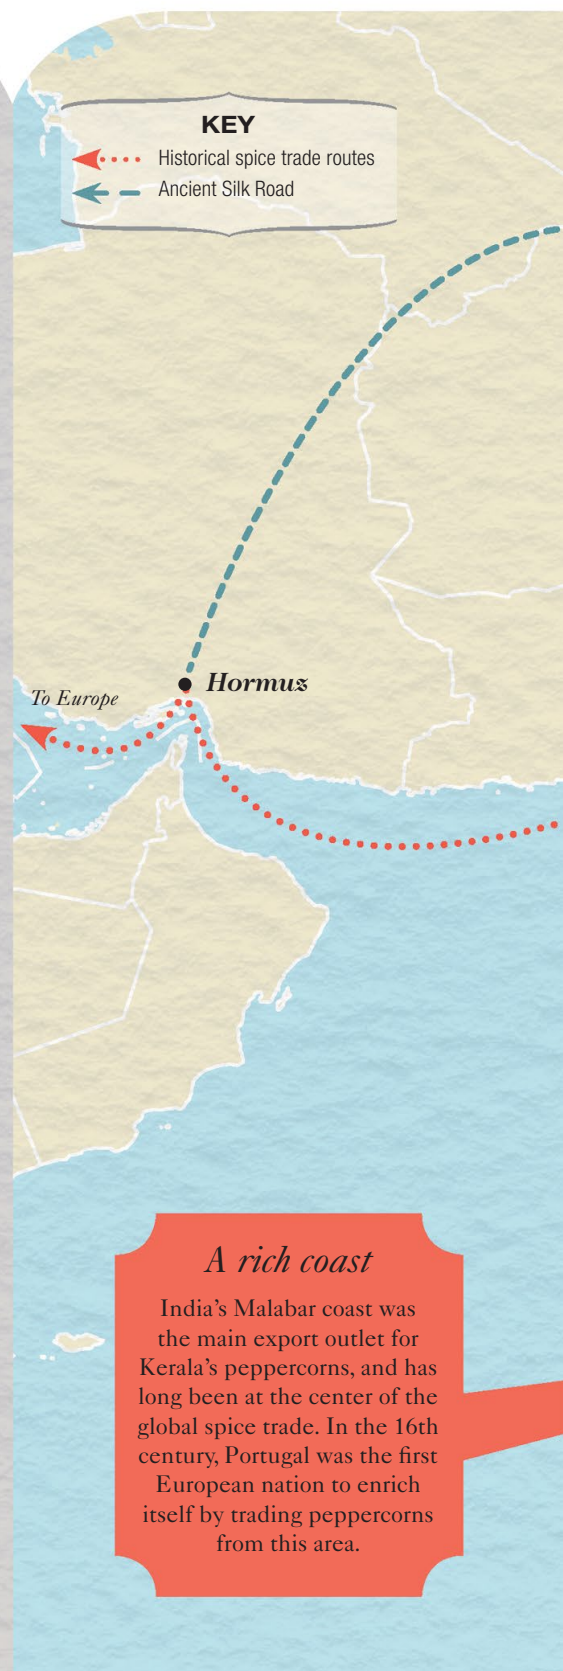 KEY
Historical spice trade routes
Ancient Silk Road
Hormuz
To Europe
A rich coast
India’s Malabar coast was
the main export outlet for
Kerala’s peppercorns, and has
long been at the center of the
global spice trade. In the 16th
century, Portugal was the first
European nation to enrich
itself by trading peppercorns
from this area.